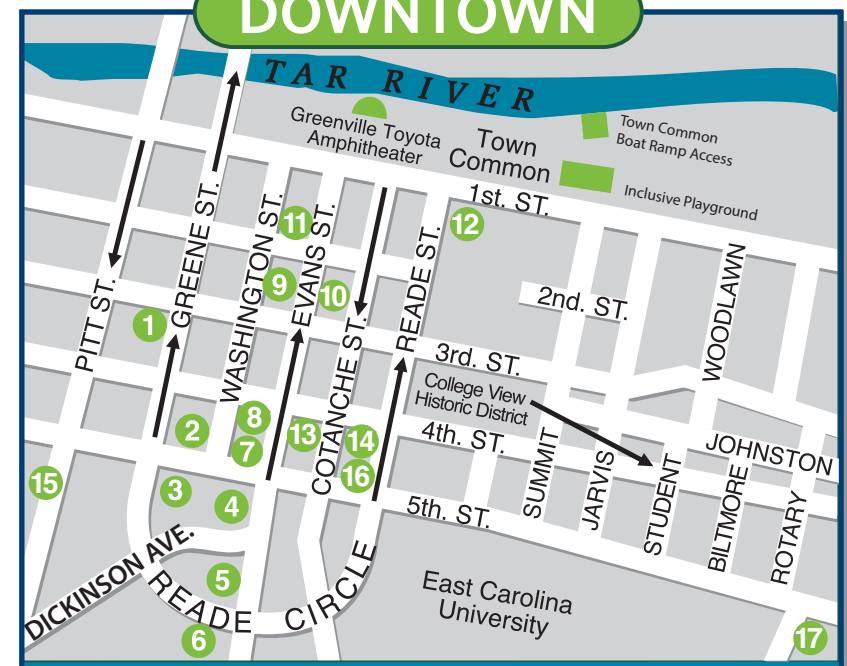 DOWNTOWN
TAR RIVER
Greenville Toyota
Amphitheater
Town
Common
Town Common
Boat Ramp Access
Inclusive Playground
1st. ST.
11
12
PITT ST.
GREENE ST.
WASHINGTON ST.
EVANS ST.
COTANCHE ST.
READE ST.
9
10
2nd. ST.
WOODLAWN
1
3rd. ST.
College View
Historic District
2
8
7
13
14
16
4th. ST.
SUMMIT
JARVIS
STUDENT
JOHNSTON
BILTMORE
ROTARY
15
3
4
5th. ST.
DICKINSON AVE.
5
READE CIRCLE
6
East Carolina
University
17